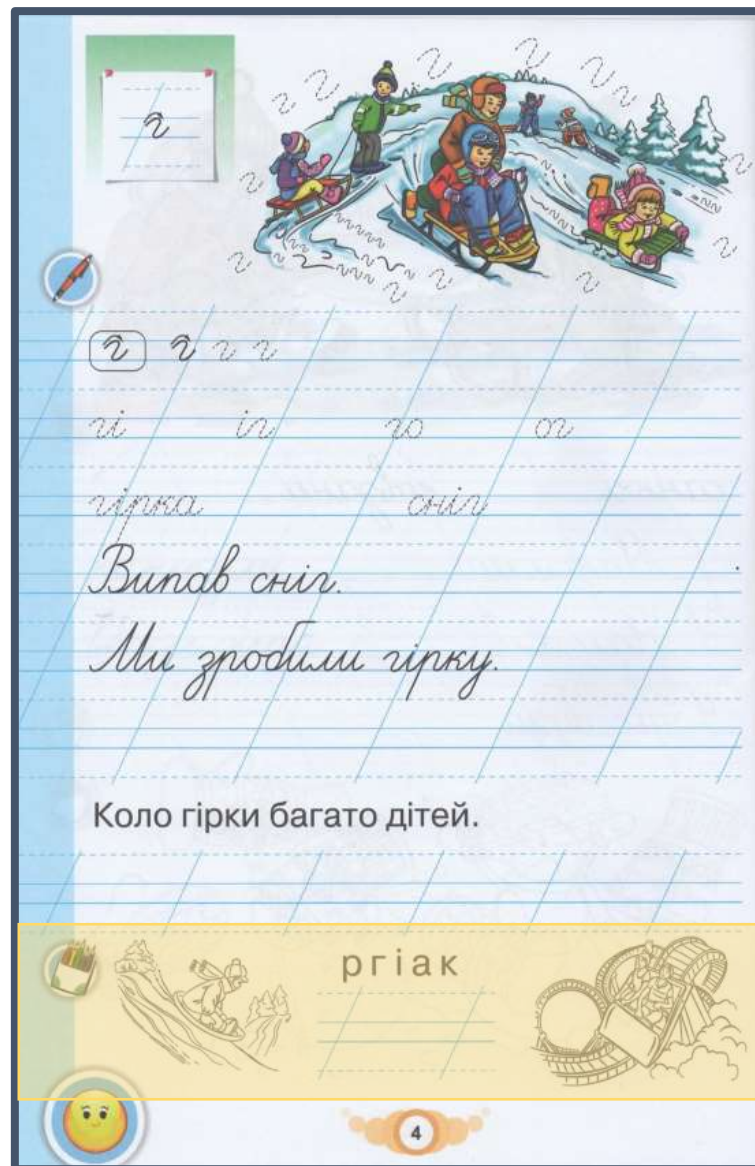 г
г г г г
гі іг го ог
гірка сніг
Випав сніг.
Ми зробили гірку.
Коло гірки багато дітей.
ргіак
4